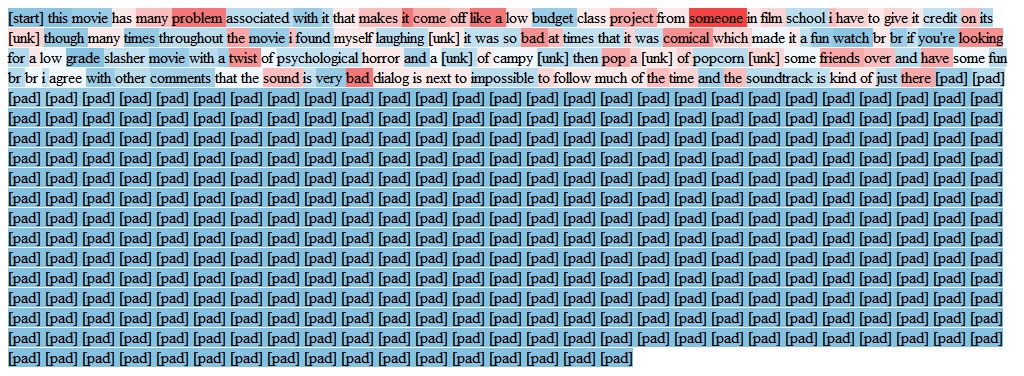 [start] this movie has many problem associated with it that makes it come off like a low budget class project from someone in film school i have to give it credit on its
[unk] though many times throughout the movie i found myself laughing [unk] it was so bad at times that it was comical which made it a fun watch br br if you're looking
for a low grade slasher movie with a twist of psychological horror and a [unk] of campy [unk] then pop a [unk] of popcorn [unk] some friends over and have some fun
br br i agree with other comments that the sound is very bad dialog is next to impossible to follow much of the time and the soundtrack is kind of just there [pad] [pad]
[pad] [pad] [pad] [pad] [pad] [pad] [pad] [pad] [pad] [pad] [pad] [pad] [pad] [pad] [pad] [pad] [pad] [pad] [pad] [pad] [pad] [pad] [pad] [pad] [pad] [pad] [pad]
[pad] [pad] [pad] [pad] [pad] [pad] [pad] [pad] [pad] [pad] [pad] [pad] [pad] [pad] [pad] [pad] [pad] [pad] [pad] [pad] [pad] [pad] [pad] [pad] [pad] [pad] [pad]
[pad] [pad] [pad] [pad] [pad] [pad] [pad] [pad] [pad] [pad] [pad] [pad] [pad] [pad] [pad] [pad] [pad] [pad] [pad] [pad] [pad] [pad] [pad] [pad] [pad] [pad] [pad]
[pad] [pad] [pad] [pad] [pad] [pad] [pad] [pad] [pad] [pad] [pad] [pad] [pad] [pad] [pad] [pad] [pad] [pad] [pad] [pad] [pad] [pad] [pad] [pad] [pad] [pad] [pad]
[pad] [pad] [pad] [pad] [pad] [pad] [pad] [pad] [pad] [pad] [pad] [pad] [pad] [pad] [pad] [pad] [pad] [pad] [pad] [pad] [pad] [pad] [pad] [pad] [pad] [pad] [pad]
[pad] [pad] [pad] [pad] [pad] [pad] [pad] [pad] [pad] [pad] [pad] [pad] [pad] [pad] [pad] [pad] [pad] [pad] [pad] [pad] [pad] [pad] [pad] [pad] [pad] [pad] [pad]
[pad] [pad] [pad] [pad] [pad] [pad] [pad] [pad] [pad] [pad] [pad] [pad] [pad] [pad] [pad] [pad] [pad] [pad] [pad] [pad] [pad] [pad] [pad] [pad] [pad] [pad] [pad]
[pad] [pad] [pad] [pad] [pad] [pad] [pad] [pad] [pad] [pad] [pad] [pad] [pad] [pad] [pad] [pad] [pad] [pad] [pad] [pad] [pad] [pad] [pad] [pad] [pad] [pad] [pad]
[pad] [pad] [pad] [pad] [pad] [pad] [pad] [pad] [pad] [pad] [pad] [pad] [pad] [pad] [pad] [pad] [pad] [pad] [pad] [pad] [pad] [pad] [pad] [pad] [pad] [pad] [pad]
[pad] [pad] [pad] [pad] [pad] [pad] [pad] [pad] [pad] [pad] [pad] [pad] [pad] [pad] [pad] [pad] [pad] [pad] [pad] [pad] [pad] [pad] [pad] [pad] [pad] [pad] [pad]
[pad] [pad] [pad] [pad] [pad] [pad] [pad] [pad] [pad] [pad] [pad] [pad] [pad] [pad] [pad] [pad] [pad] [pad] [pad] [pad] [pad] [pad] [pad] [pad] [pad] [pad] [pad]
[pad] [pad] [pad] [pad] [pad] [pad] [pad] [pad] [pad] [pad] [pad] [pad] [pad] [pad] [pad] [pad] [pad] [pad] [pad] [pad] [pad] [pad] [pad] [pad] [pad] [pad] [pad]
[pad] [pad] [pad] [pad] [pad] [pad] [pad] [pad] [pad] [pad] [pad] [pad] [pad] [pad] [pad] [pad] [pad] [pad] [pad] [pad] [pad] [pad] [pad] [pad] [pad] [pad] [pad]
[pad] [pad] [pad] [pad] [pad] [pad] [pad] [pad] [pad] [pad] [pad] [pad] [pad] [pad] [pad] [pad] [pad]